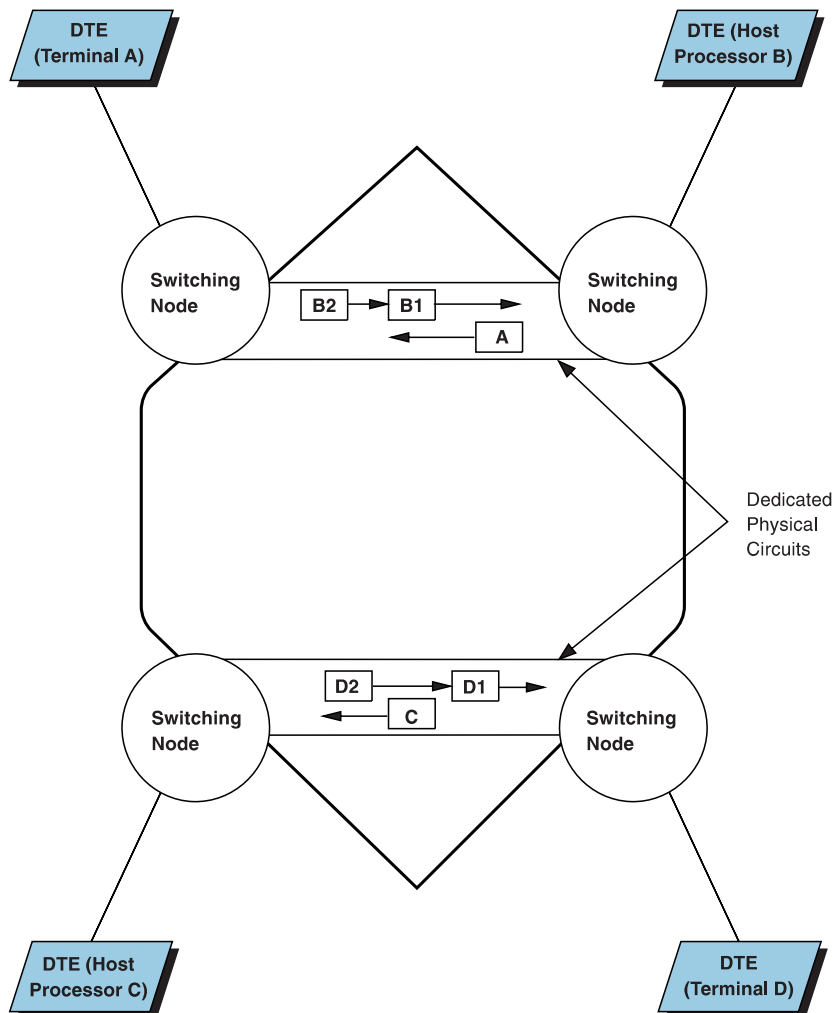 DTE
(Terminal A)
DTE (Host
Processor B)
Switching
Node
B2
B1
A
Switching
Node
Dedicated
Physical
Circuits
Switching
Node
D2
D1
C
Switching
Node
DTE (Host
Processor C)
DTE
(Terminal D)